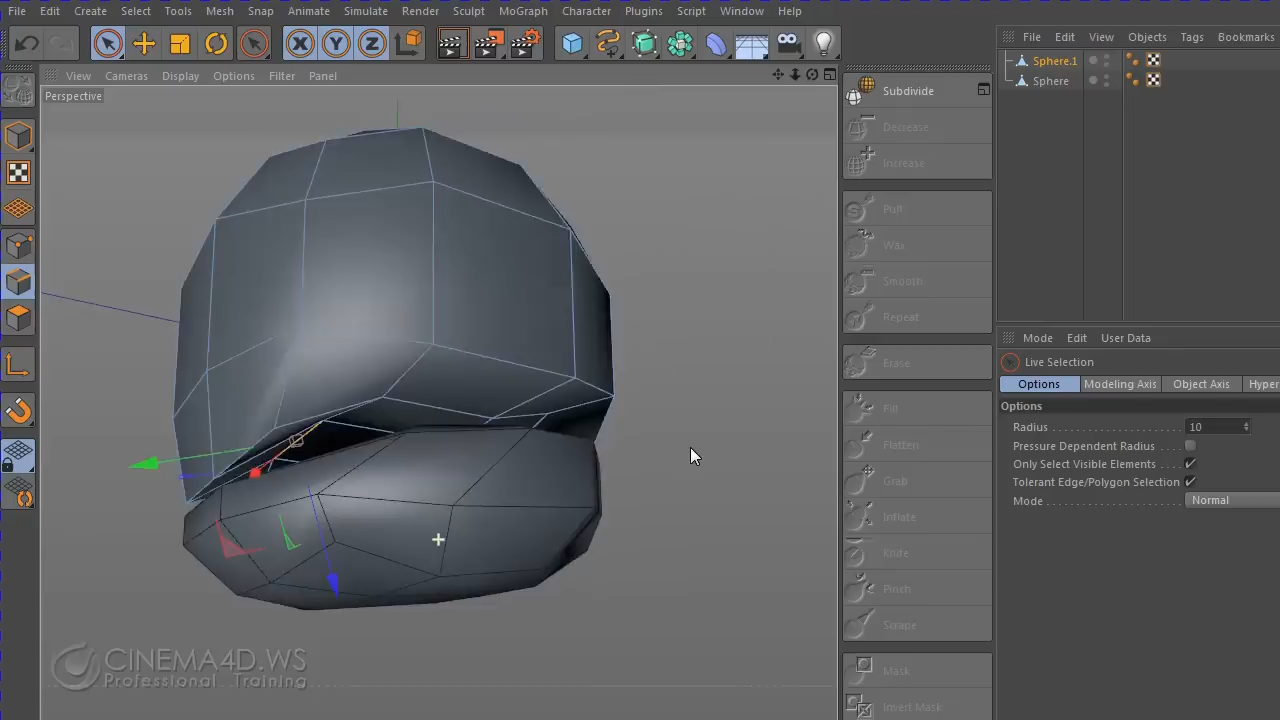 File Edit Create Select Tools Mesh Snap Animate Simulate Render Sculpt MoGraph Character Plugins Script Window Help
File Edit View Objects Tags Bookmarks
View Cameras Display Options Filter Panel
Perspective
Sphere.1
Sphere
Subdivide
Decrease
Increase
Pull
Wax
Smooth
Repeat
Erase
Fill
Flatten
Grab
Inflate
Knife
Pinch
Scrape
Mask
Invert Mask
Mode Edit User Data
Live Selection
Options Modeling Axis Object Axis Hyper
Options
Radius 10
Pressure Dependent Radius
Only Select Visible Elements
Tolerant Edge/Polygon Selection
Mode Normal
CINEMA4D.WS
Professional Training